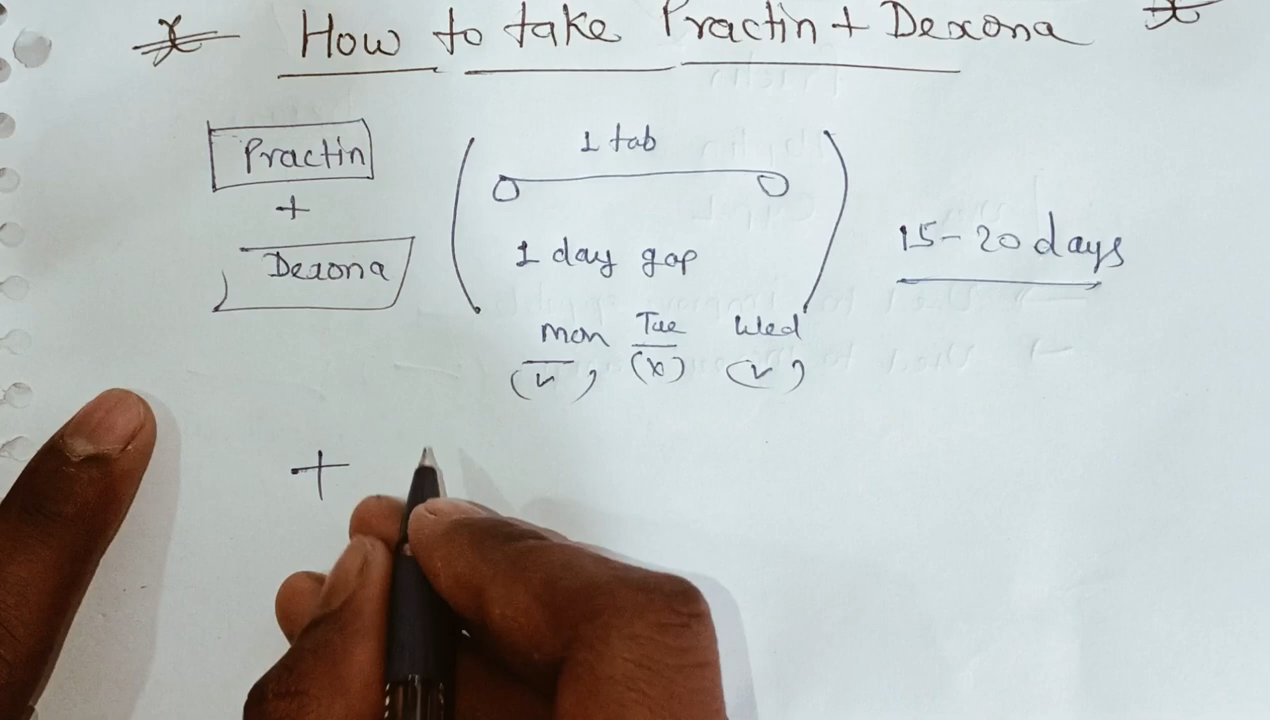 How to take Practin + Dexona
Practin
+
Dexona
1 tab
1 day gap
15-20 days
Mon Tue Wed
(✓) (x) (✓)
+